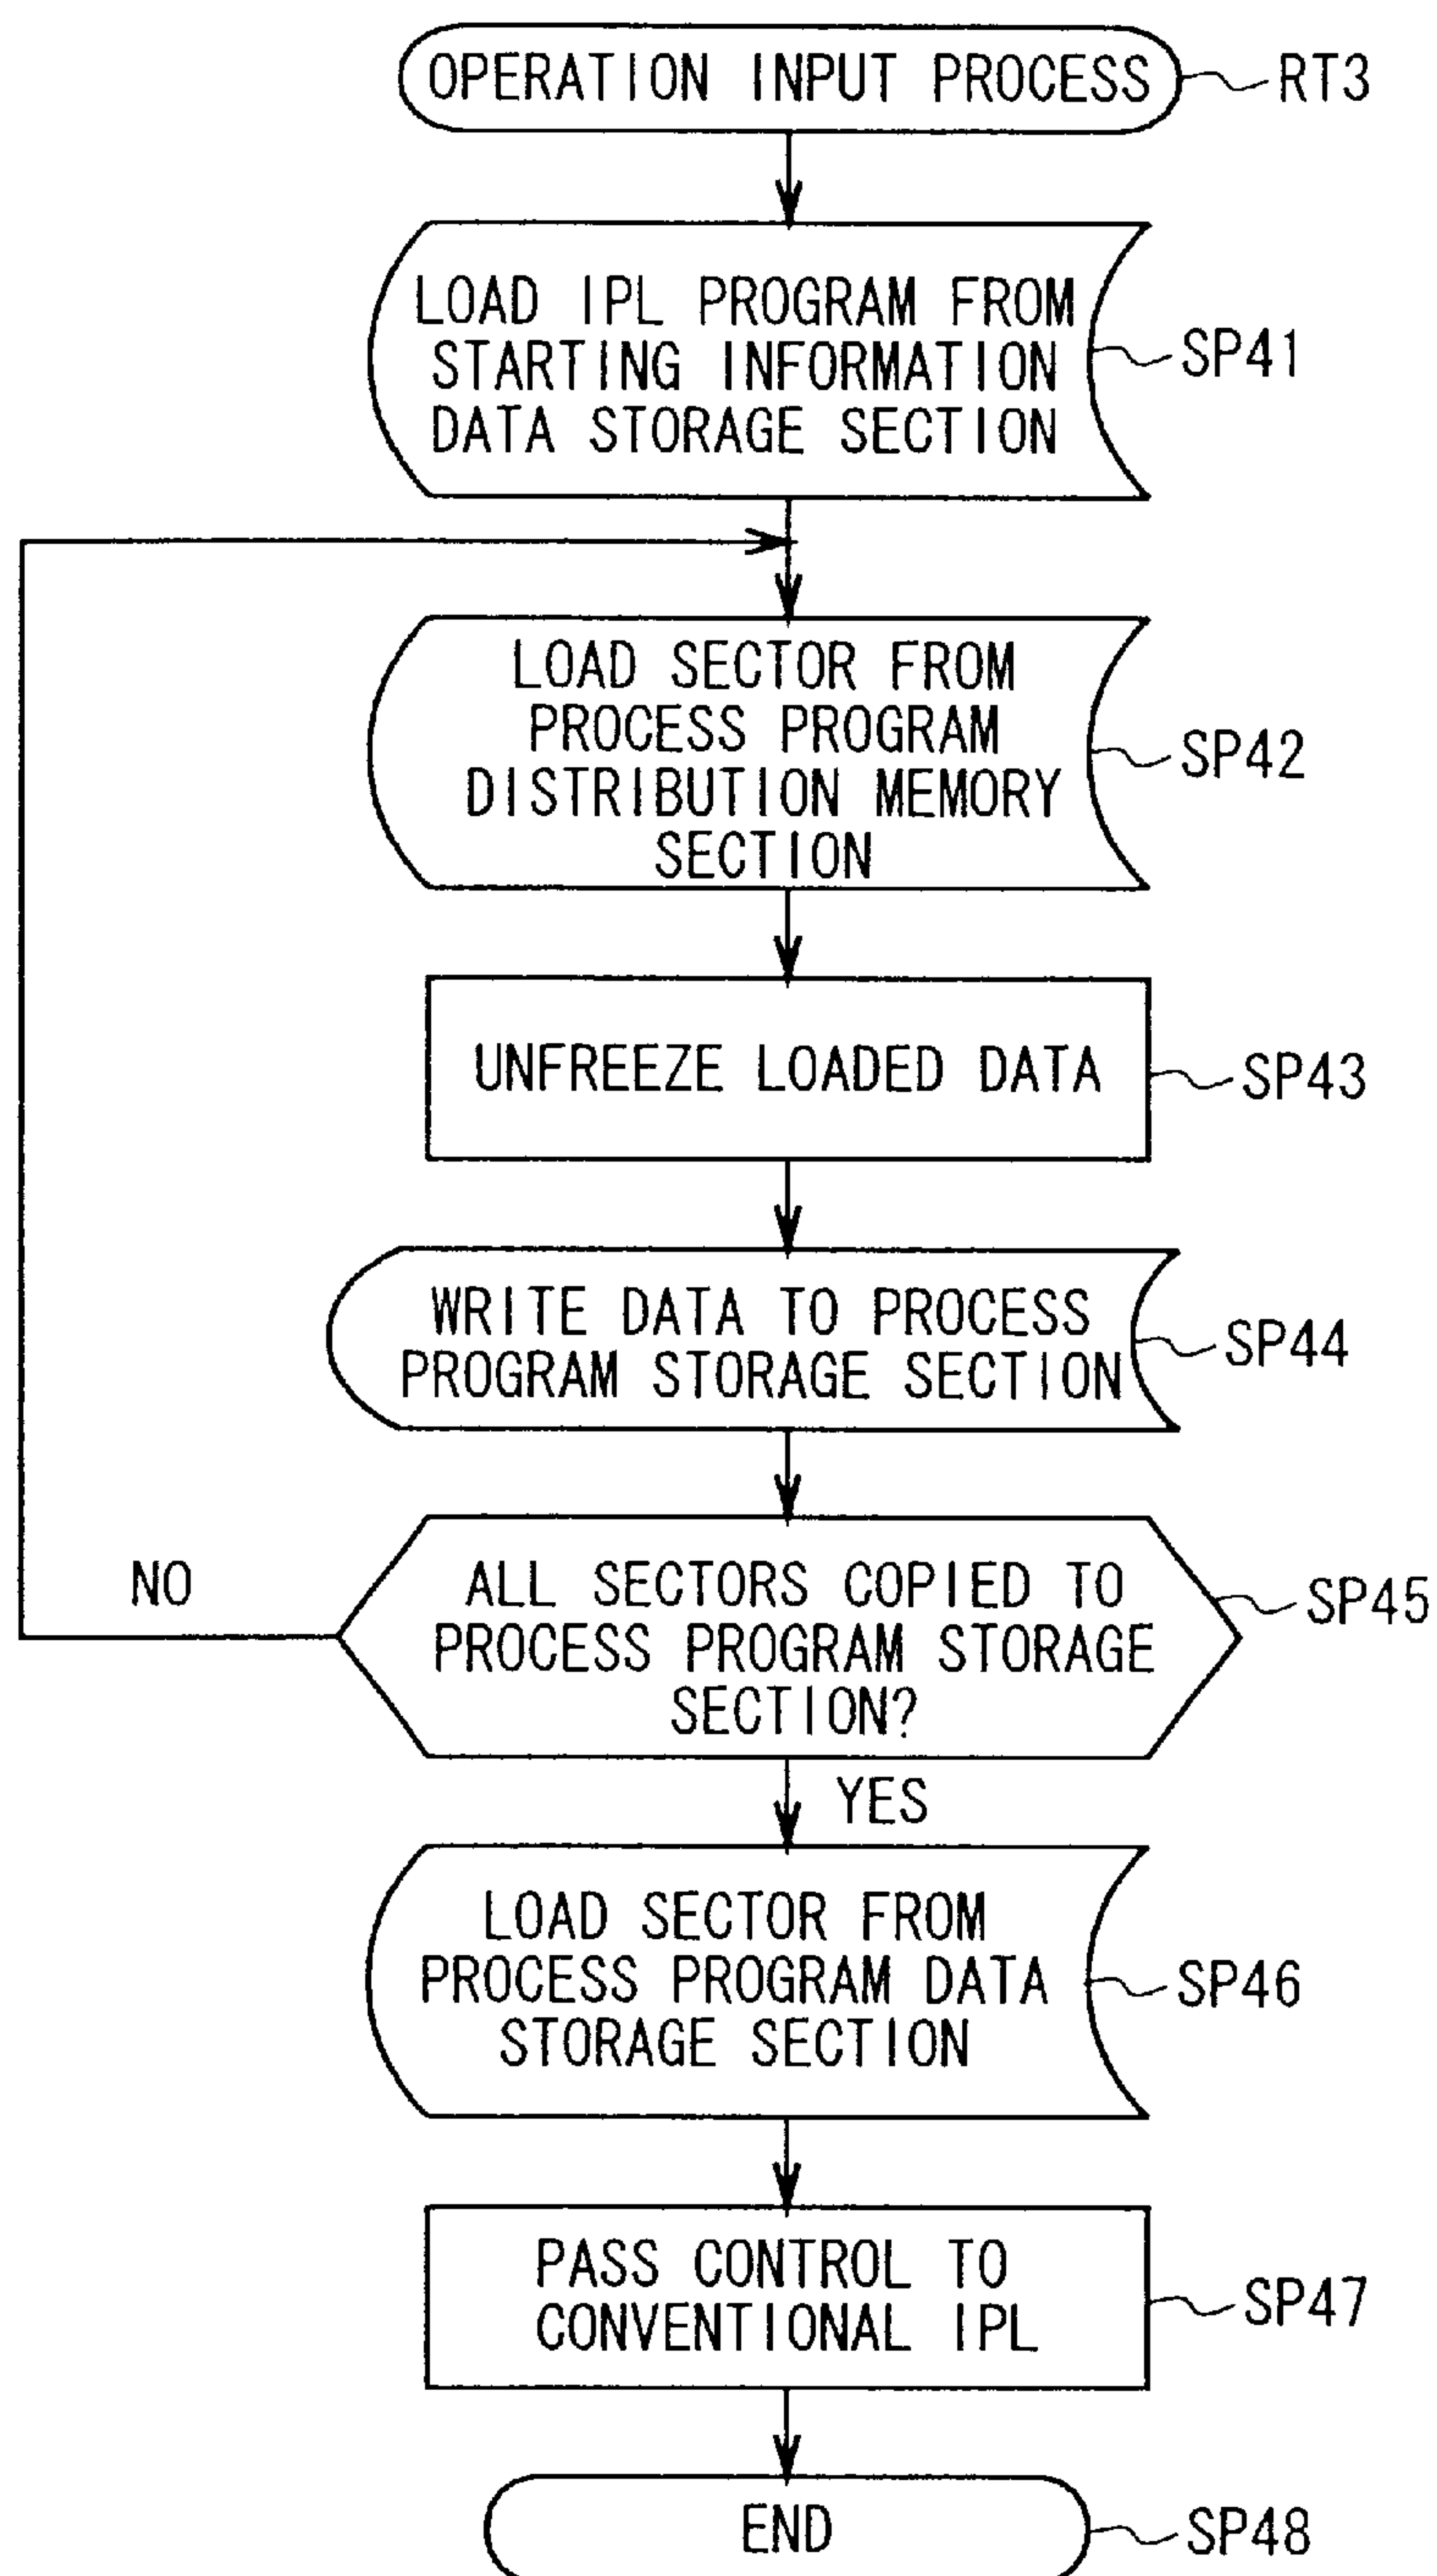 OPERATION INPUT PROCESS
RT3
LOAD IPL PROGRAM FROM
STARTING INFORMATION
DATA STORAGE SECTION
SP41
LOAD SECTOR FROM
PROCESS PROGRAM
DISTRIBUTION MEMORY
SECTION
SP42
UNFREEZE LOADED DATA
SP43
WRITE DATA TO PROCESS
PROGRAM STORAGE SECTION
SP44
ALL SECTORS COPIED TO
PROCESS PROGRAM STORAGE
SECTION?
SP45
NO
YES
LOAD SECTOR FROM
PROCESS PROGRAM DATA
STORAGE SECTION
SP46
PASS CONTROL TO
CONVENTIONAL IPL
SP47
END
SP48